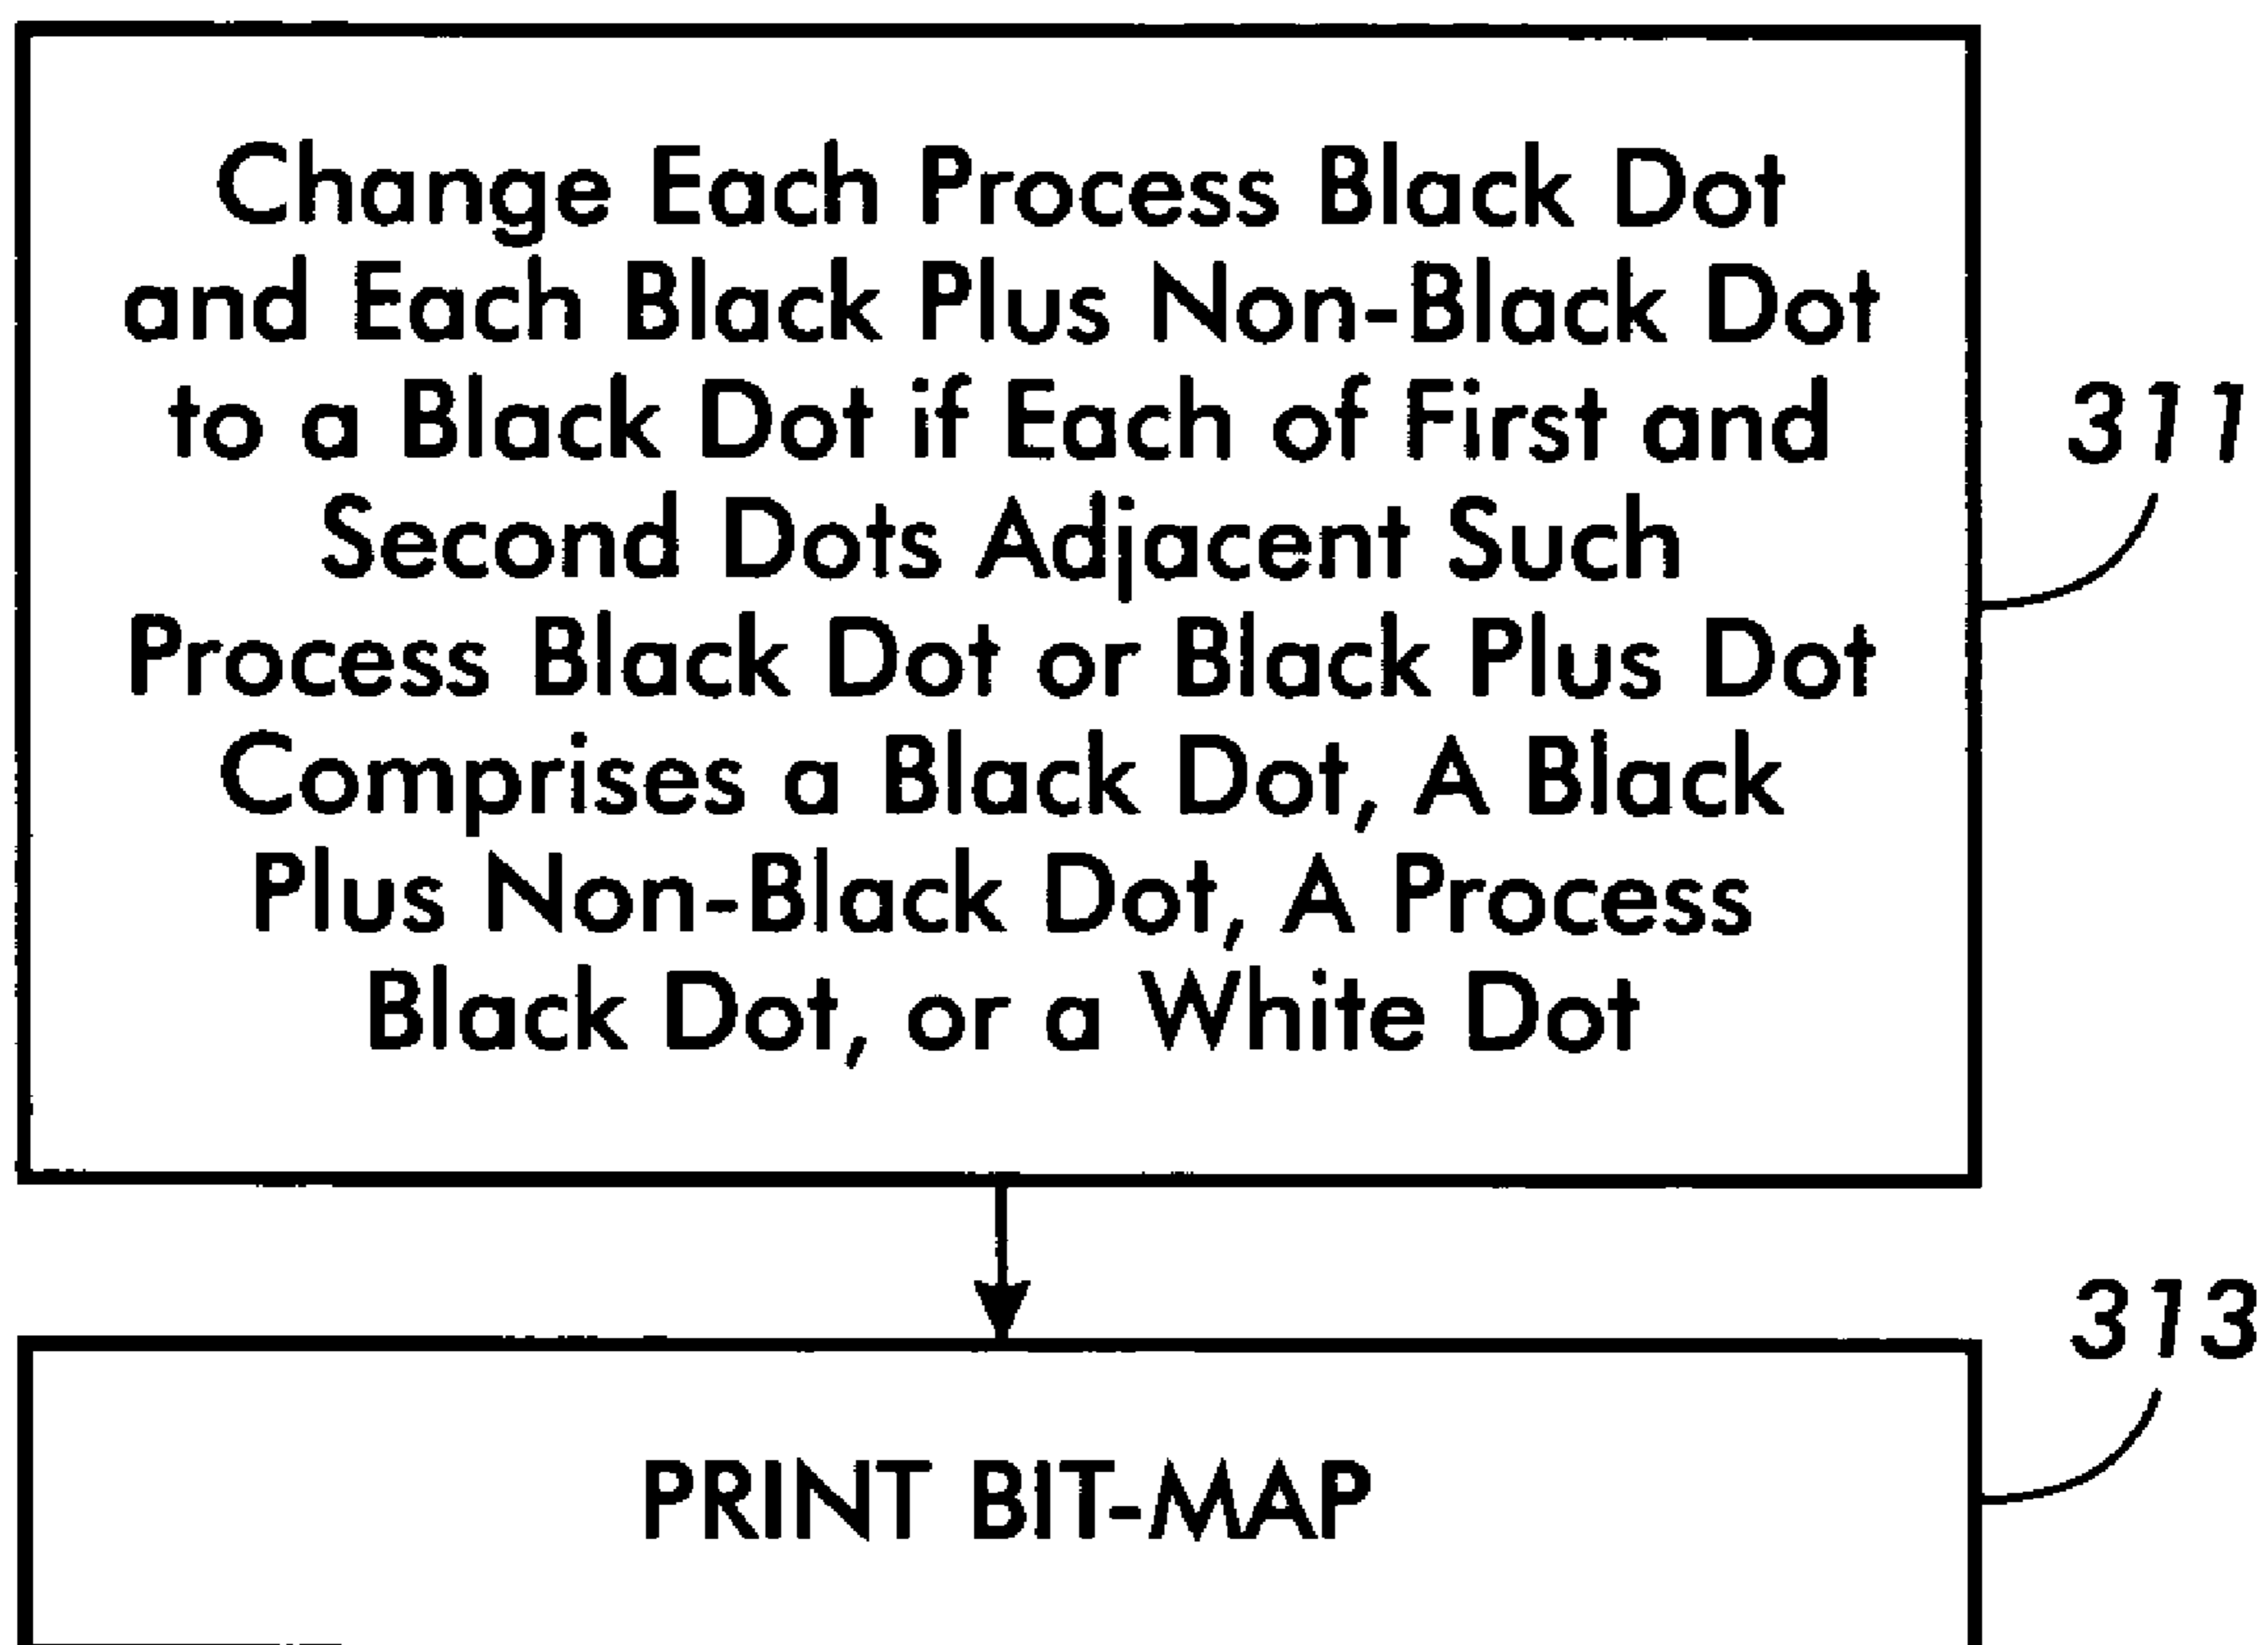 Change Each Process Black Dot
and Each Black Plus Non-Black Dot
to a Black Dot if Each of First and
Second Dots Adjacent Such
Process Black Dot or Black Plus Dot
Comprises a Black Dot, A Black
Plus Non-Black Dot, A Process
Black Dot, or a White Dot
311
313
PRINT BIT-MAP